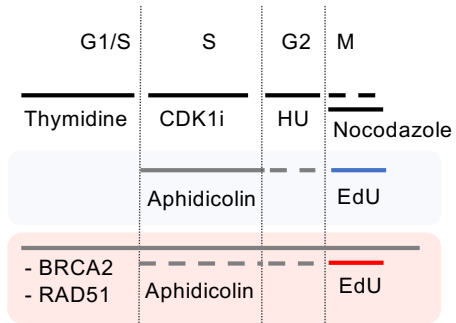 G1/S S G2 M
Thymidine CDK1i HU Nocodazole
Aphidicolin EdU
- BRCA2
- RAD51 Aphidicolin EdU